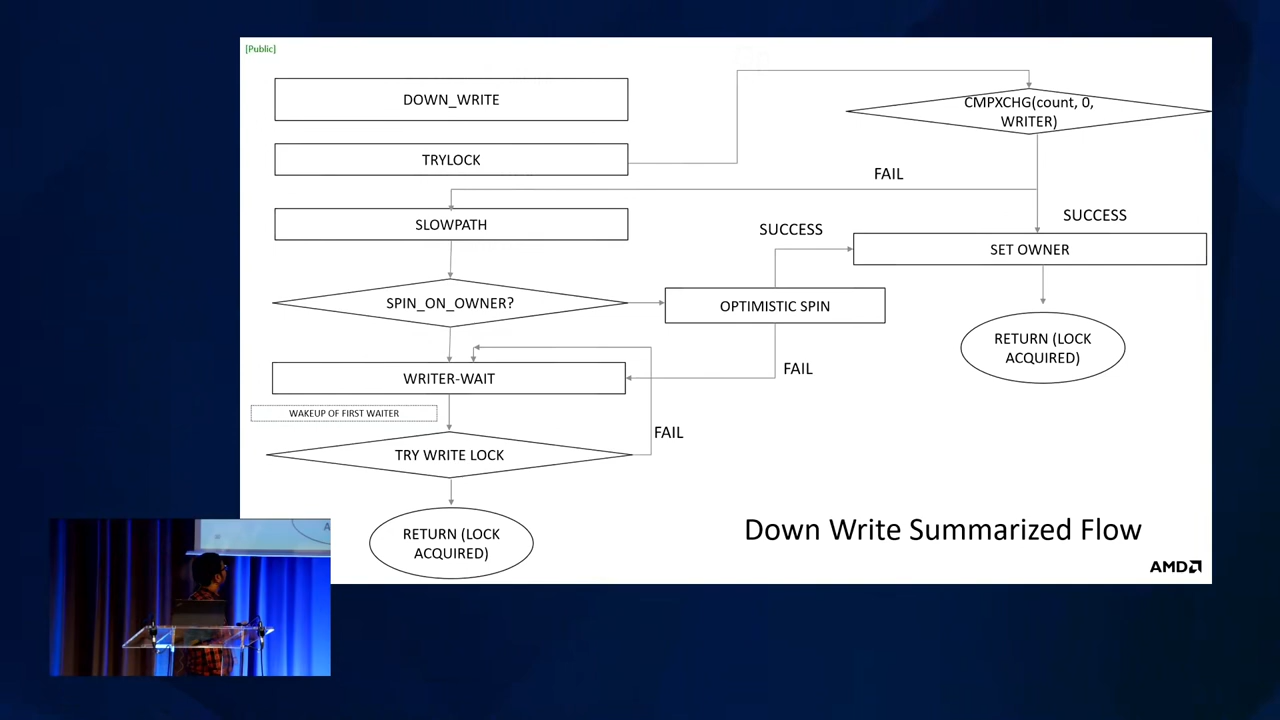 [Public]
DOWN_WRITE
CMPXCHG(count, 0,
WRITER)
TRYLOCK
FAIL
SLOWPATH
SUCCESS
SUCCESS
SET OWNER
SPIN_ON_OWNER?
OPTIMISTIC SPIN
RETURN (LOCK
ACQUIRED)
WRITER-WAIT
FAIL
WAKEUP OF FIRST WAITER
FAIL
TRY WRITE LOCK
RETURN (LOCK
ACQUIRED)
Down Write Summarized Flow
AMD